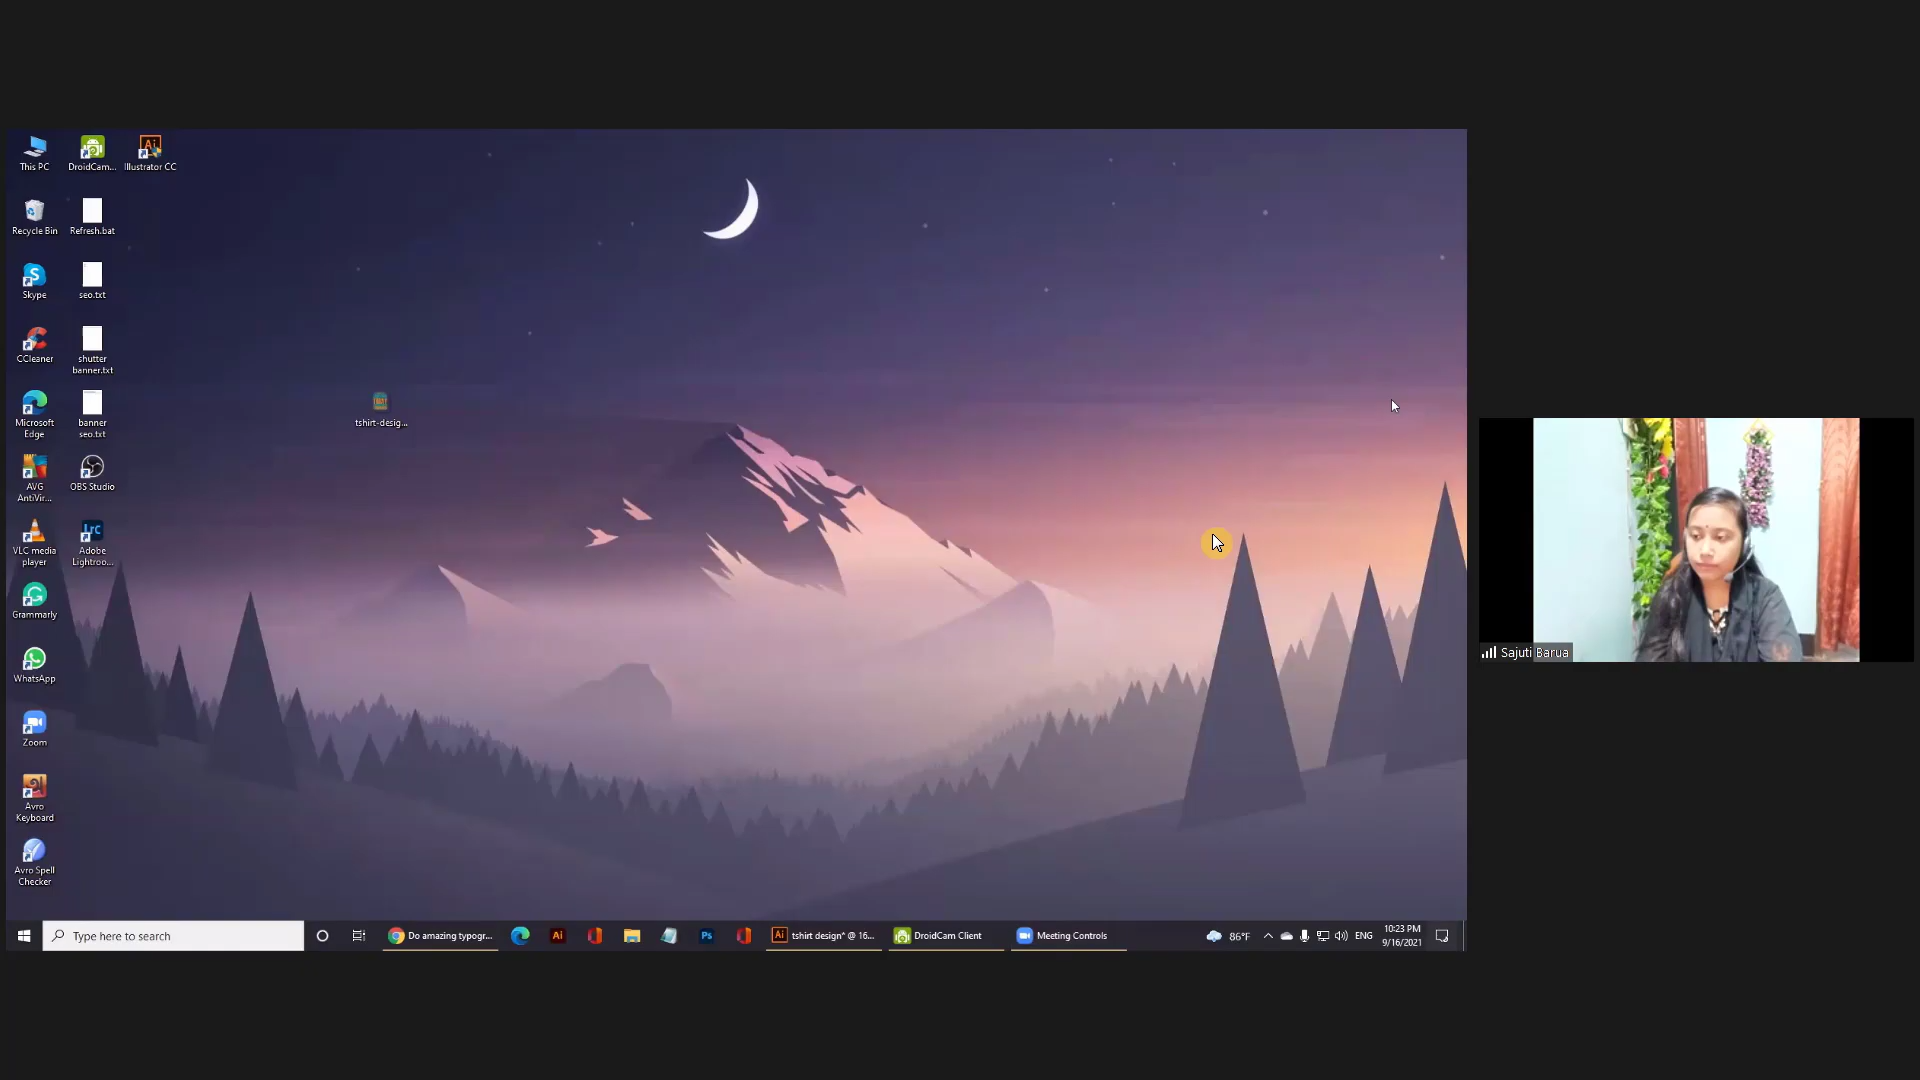 This PC
DroidCam...
Illustrator CC
Recycle Bin
Refresh.bat
Skype
seo.txt
CCleaner
shutter
banner.txt
Microsoft
Edge
banner
seo.txt
tshirt-desig...
AVG
AntiVir...
OBS Studio
VLC media
player
Adobe
Lightroo...
Grammarly
WhatsApp
Zoom
Avro
Keyboard
Avro Spell
Checker
Sajuti Barua
Type here to search
Do amazing typogr...
tshirt design* @ 16...
DroidCam Client
Meeting Controls
86°F
ENG
10:23 PM
9/16/2021